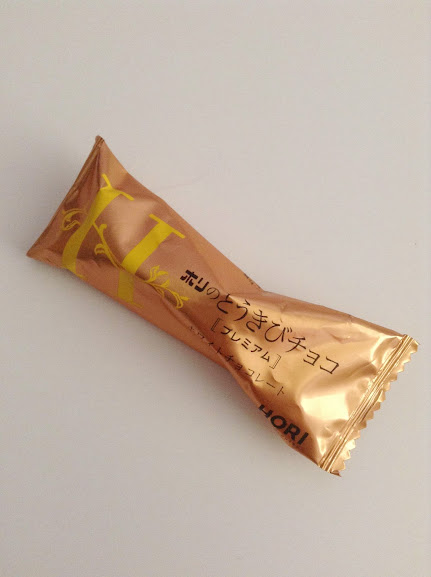 H
ホリのとうきびチョコ
[プレミアム]
チョコレート
HORI